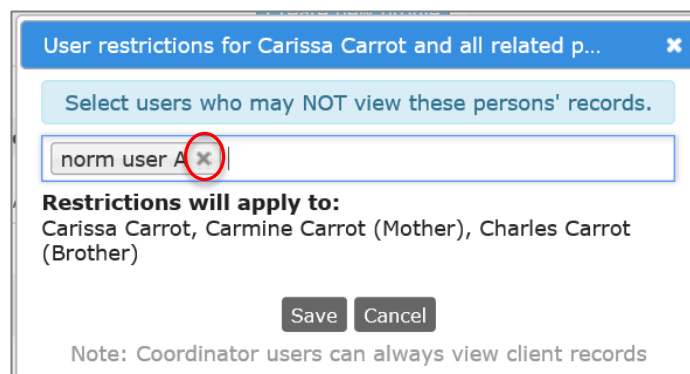 User restrictions for Carissa Carrot and all related p...
Select users who may NOT view these persons' records.
norm user A
Restrictions will apply to:
Carissa Carrot, Carmine Carrot (Mother), Charles Carrot
(Brother)
Save Cancel
Note: Coordinator users can always view client records